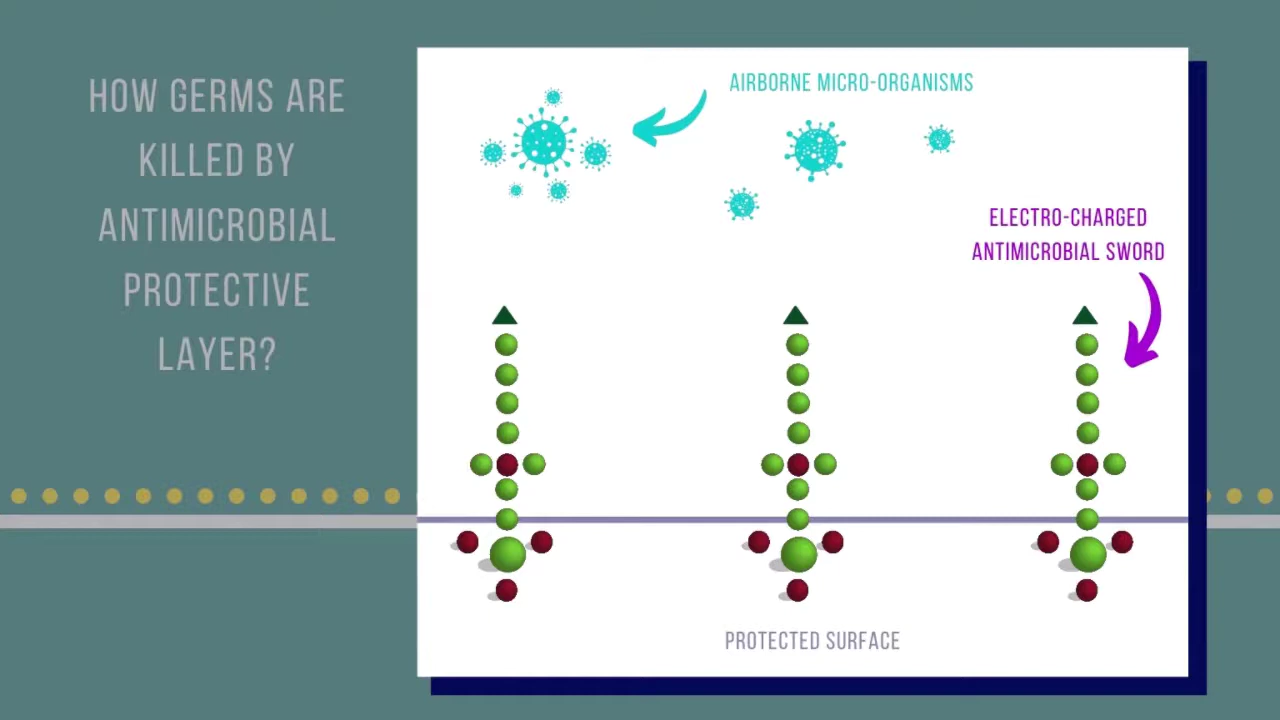 HOW GERMS ARE
KILLED BY
ANTIMICROBIAL
PROTECTIVE
LAYER?
AIRBORNE MICRO-ORGANISMS
ELECTRO-CHARGED
ANTIMICROBIAL SWORD
PROTECTED SURFACE